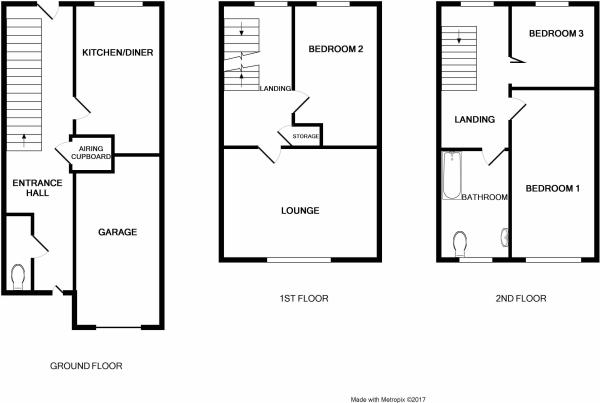 KITCHEN/DINER
AIRING
CUPBOARD
ENTRANCE
HALL
GARAGE
GROUND FLOOR
BEDROOM 2
LANDING
STORAGE
LOUNGE
1ST FLOOR
BEDROOM 3
LANDING
BATHROOM
BEDROOM 1
2ND FLOOR
Made with Metropix ©2017